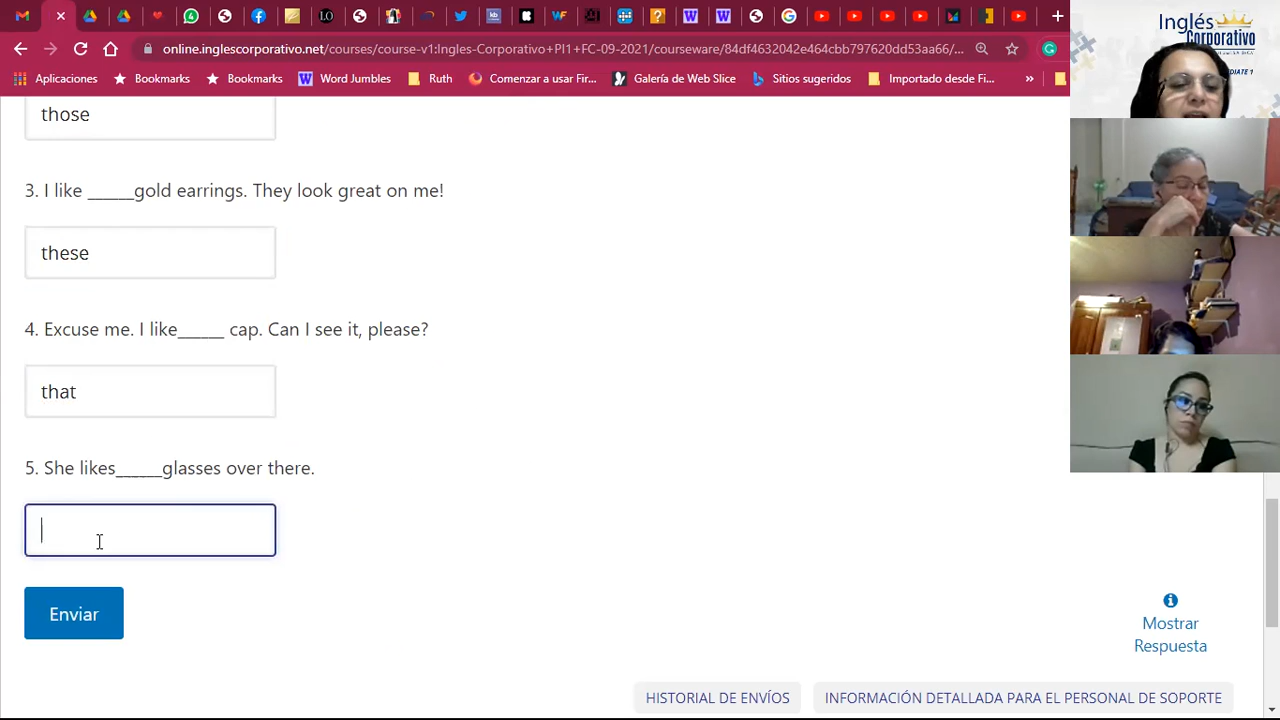 online.inglescorporativo.net/courses/course-v1:Ingles-Corporativo+PI1+FC-09-2021/courseware/84df4632042e464cbb797620dd53aa66/...
Aplicaciones
Bookmarks
Bookmarks
Word Jumbles
Ruth
Comenzar a usar Fir...
Galería de Web Slice
Sitios sugeridos
Importado desde Fi...
»
Inglés
Corporativo
those
3. I like ______gold earrings. They look great on me!
these
4. Excuse me. I like______ cap. Can I see it, please?
that
5. She likes______glasses over there.
Enviar
Mostrar
Respuesta
HISTORIAL DE ENVÍOS
INFORMACIÓN DETALLADA PARA EL PERSONAL DE SOPORTE